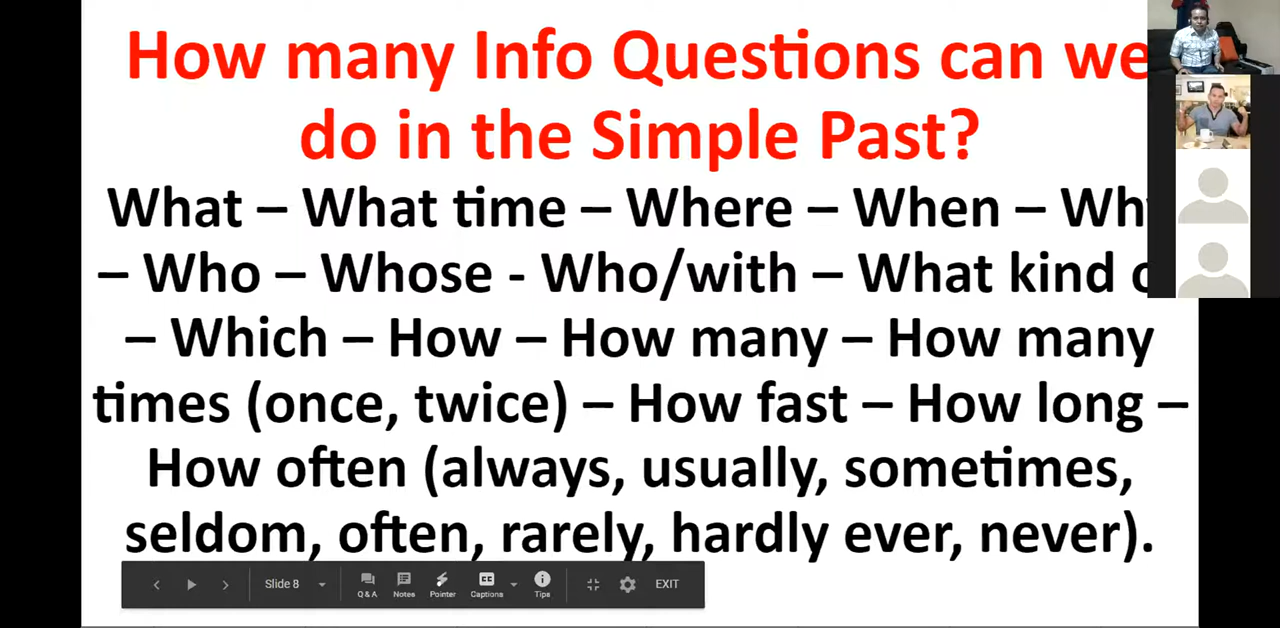 How many Info Questions can we
do in the Simple Past?
What – What time – Where – When –
– Who – Whose - Who/with – What kind
– Which – How – How many – How many
times (once, twice) – How fast – How long –
How often (always, usually, sometimes,
seldom, often, rarely, hardly ever, never).
Slide 8
Q & A
Notes
Pointer
CC
Captions
Tips
EXIT